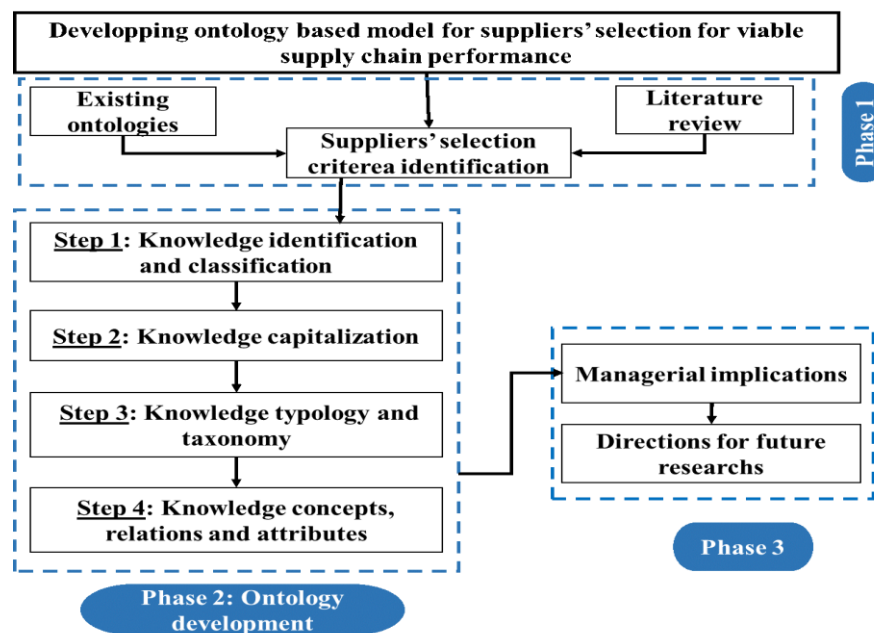 Developping ontology based model for suppliers’ selection for viable
supply chain performance
Existing
ontologies
Literature
review
Suppliers’ selection
criterea identification
Phase 1
Step 1: Knowledge identification
and classification
Step 2: Knowledge capitalization
Step 3: Knowledge typology and
taxonomy
Step 4: Knowledge concepts,
relations and attributes
Phase 2: Ontology
development
Managerial implications
Directions for future
researchs
Phase 3